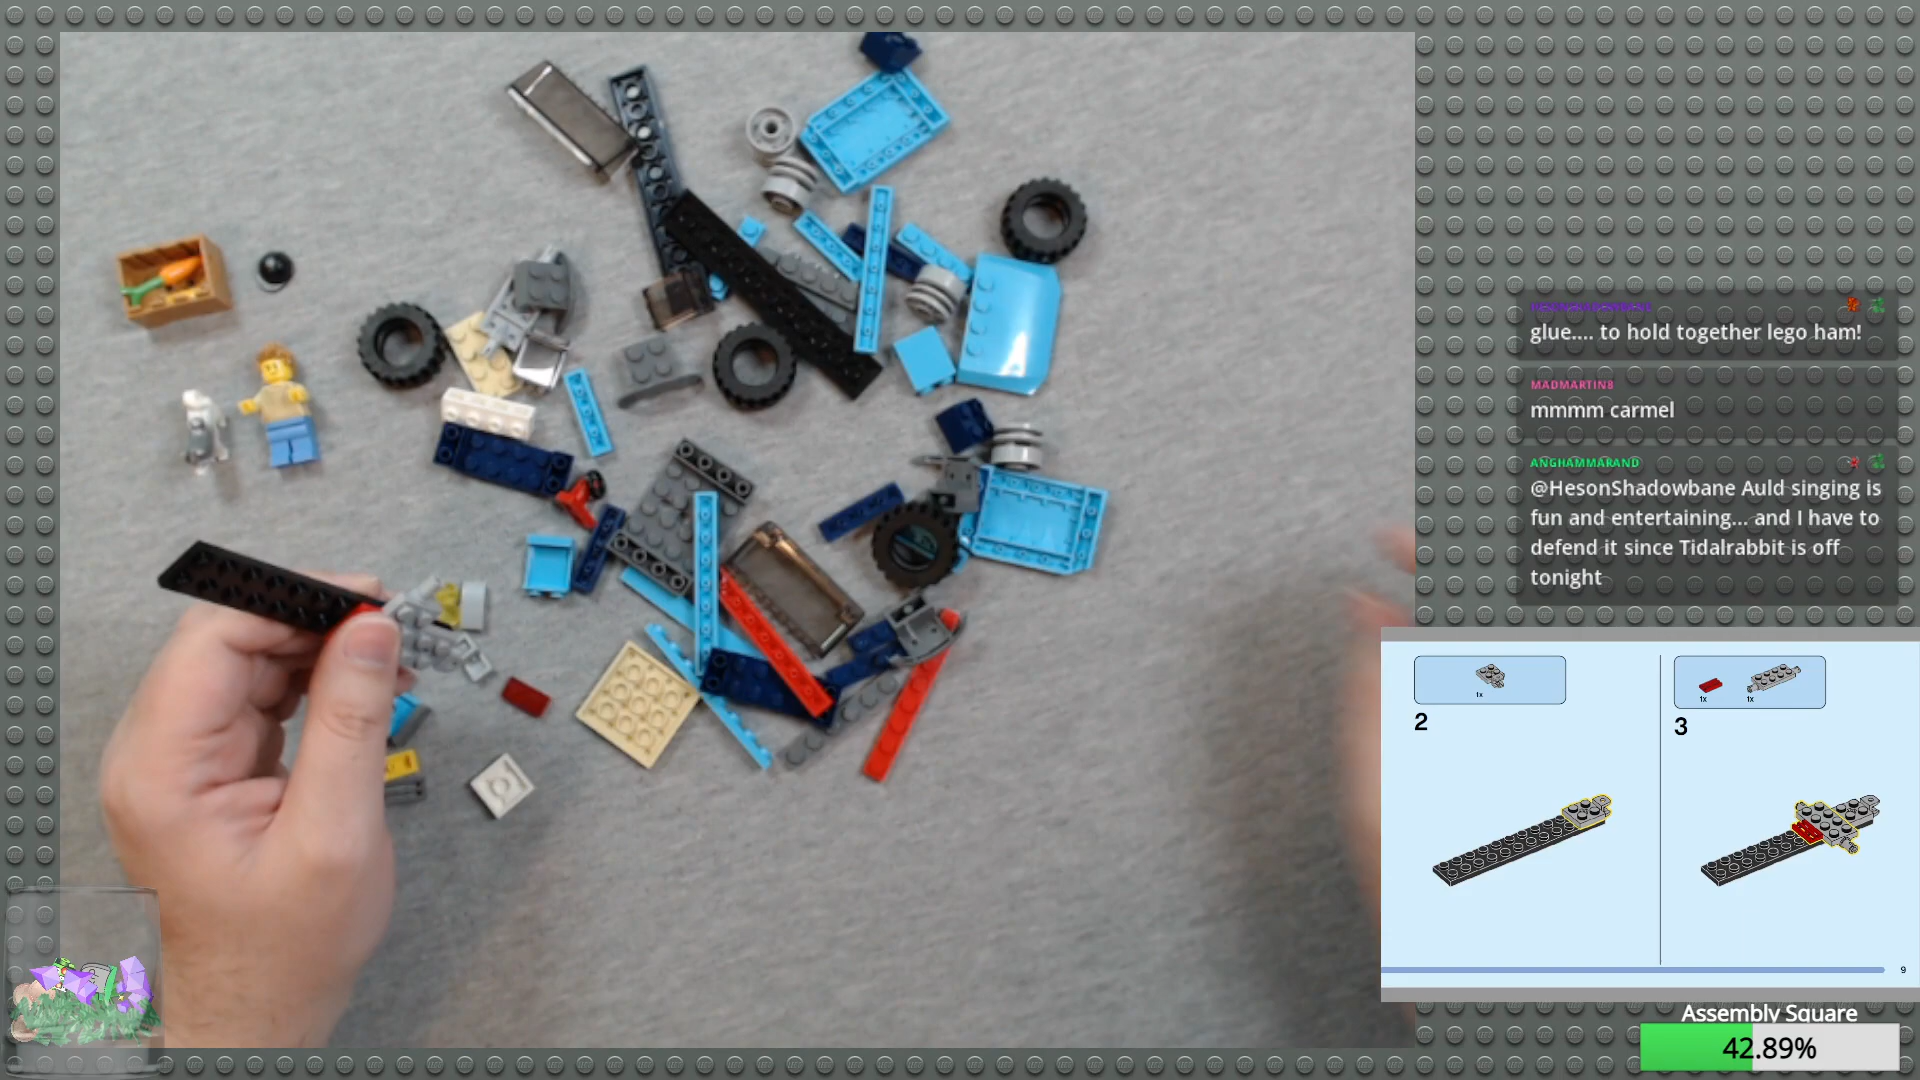 glue.... to hold together lego ham!
MADMARTIN8
mmmm carmel
ANGHAMMARAND
@HesonShadowbane Auld singing is
fun and entertaining... and I have to
defend it since Tidalrabbit is off
tonight
1x
2
1x
1x
3
9
Assembly Square
42.89%